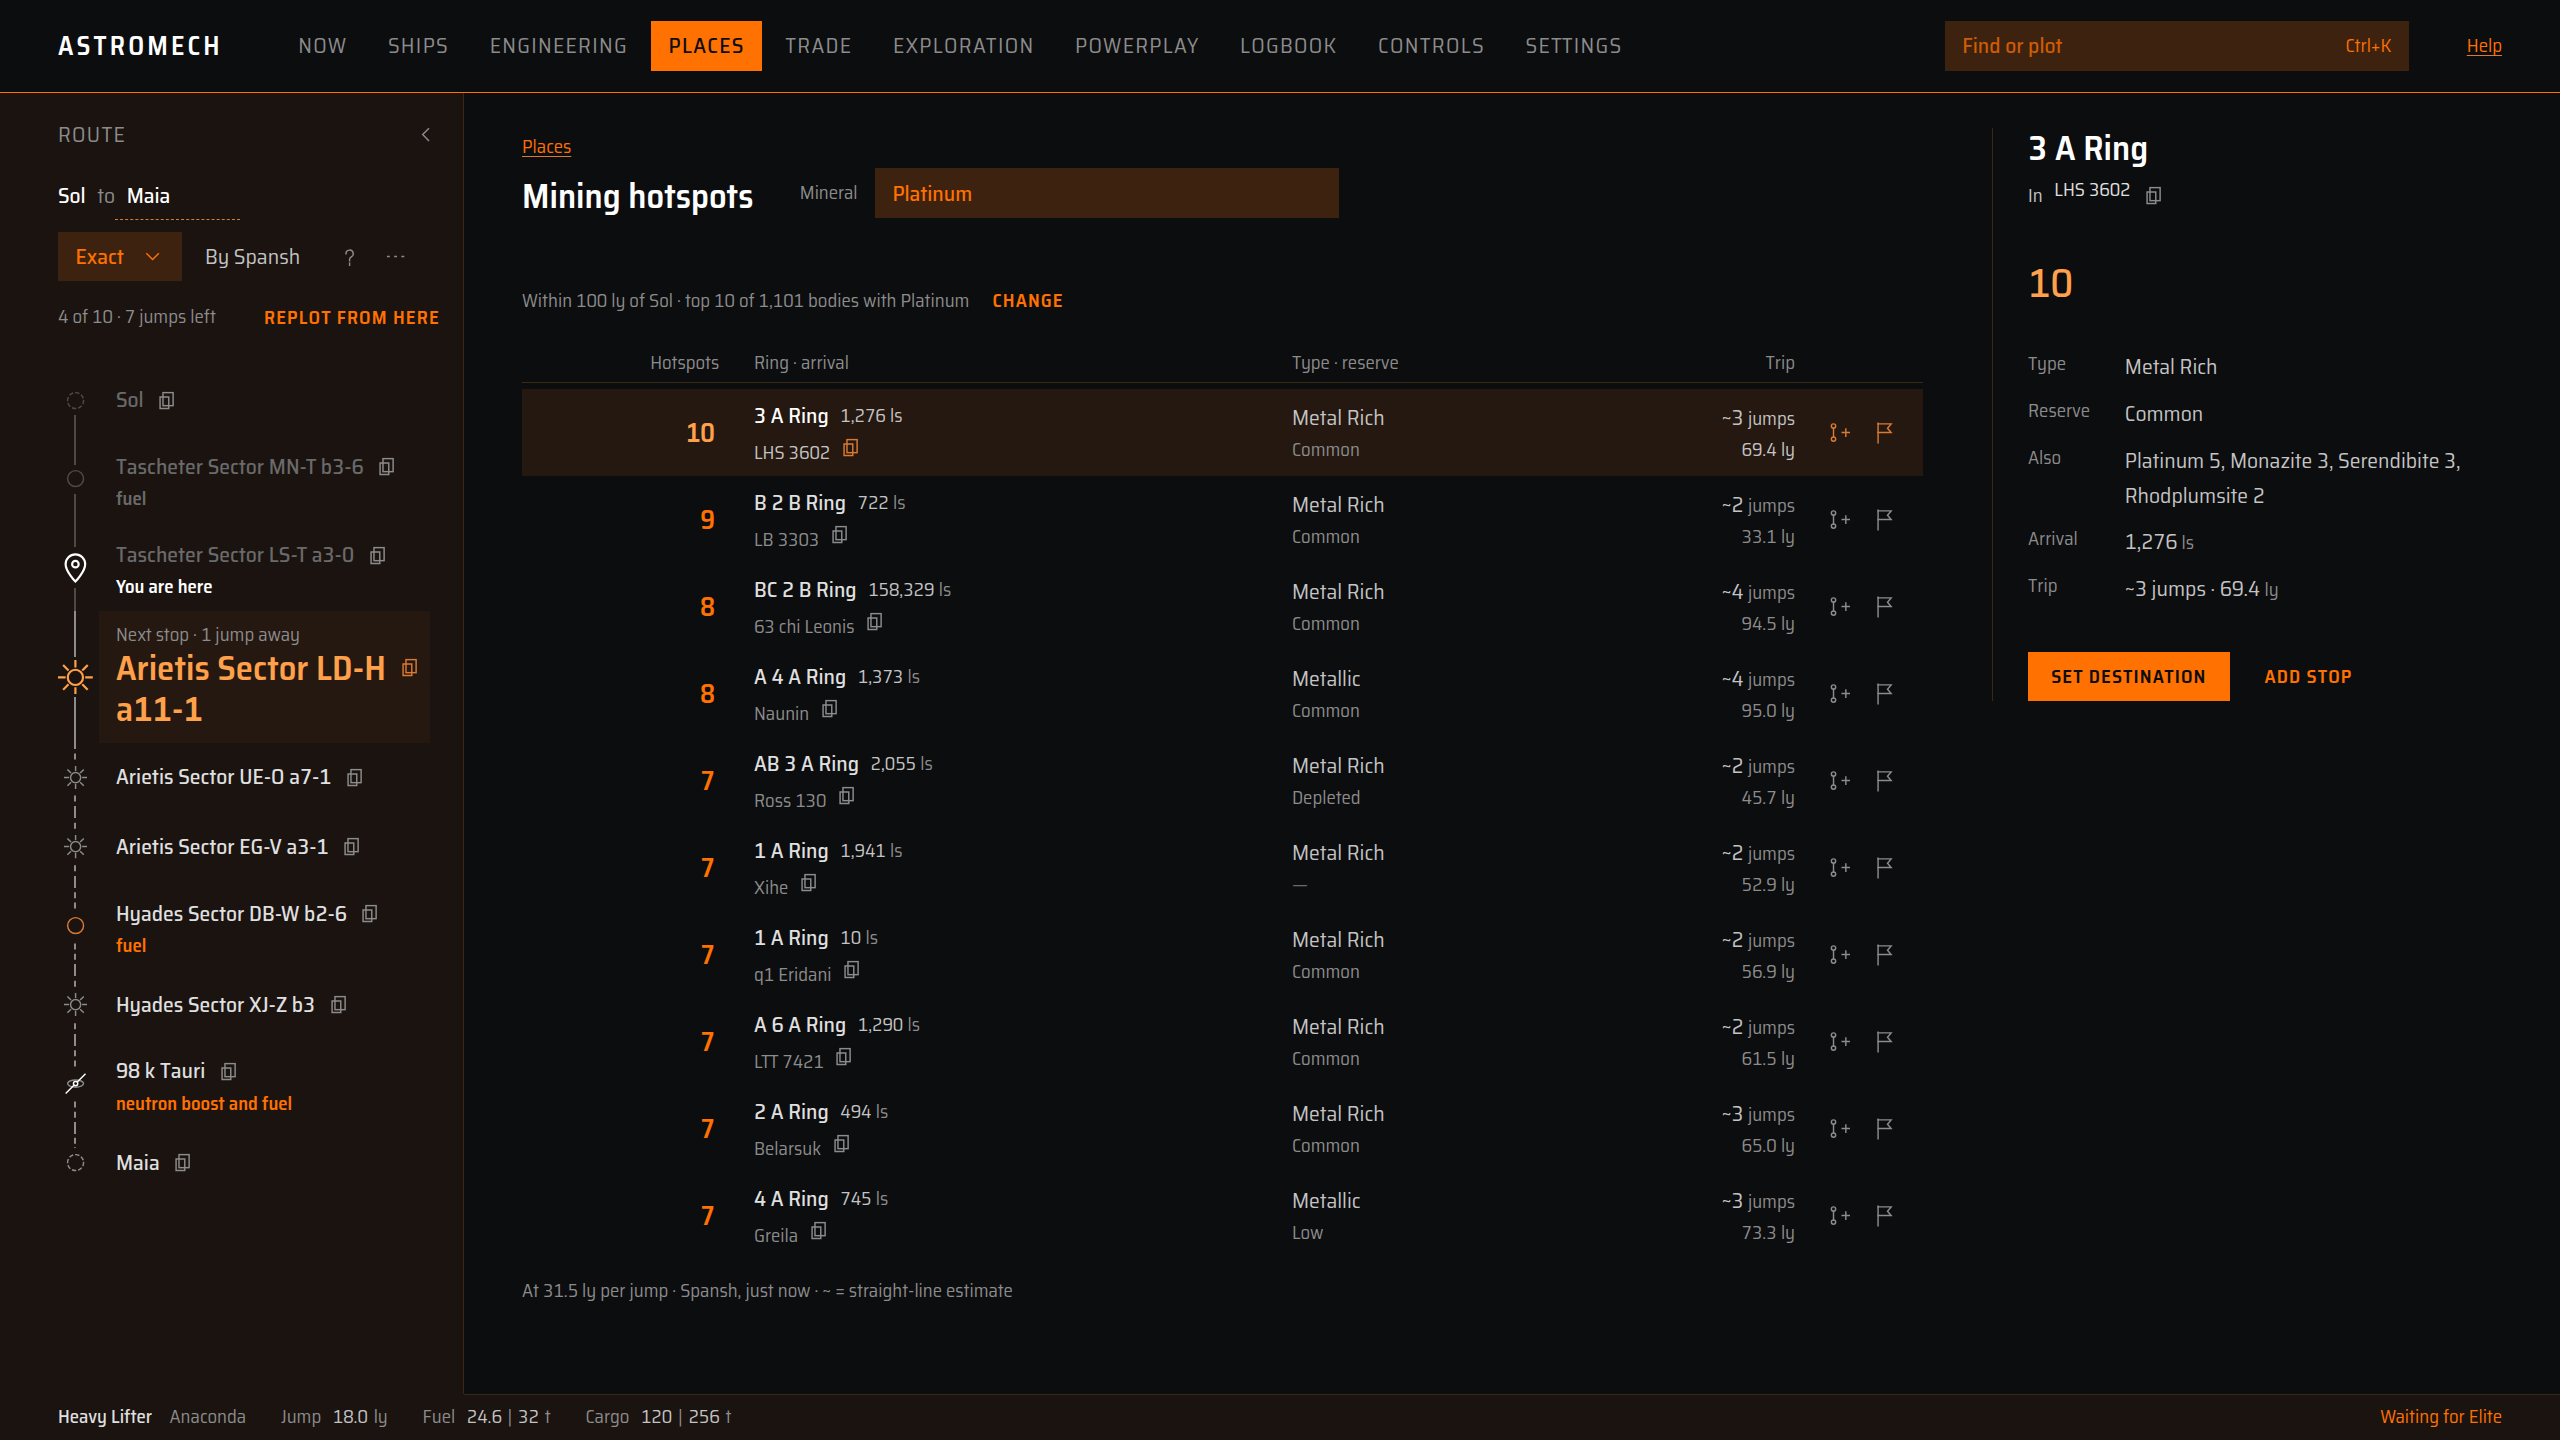 ASTROMECH NOW SHIPS ENGINEERING PLACES TRADE EXPLORATION POWERPLAY LOGBOOK CONTROLS SETTINGS Find or plot Ctrl+K Help
ROUTE
Sol to Maia
Exact By Spansh ? ···
4 of 10 · 7 jumps left REPLOT FROM HERE
Sol
Tascheter Sector MN-T b3-6
fuel
Tascheter Sector LS-T a3-0
You are here
Next stop · 1 jump away
Arietis Sector LD-H
a11-1
Arietis Sector UE-O a7-1
Arietis Sector EG-V a3-1
Hyades Sector DB-W b2-6
fuel
Hyades Sector XJ-Z b3
98 k Tauri
neutron boost and fuel
Maia
Places
Mining hotspots Mineral Platinum
Within 100 ly of Sol · top 10 of 1,101 bodies with Platinum CHANGE
Hotspots Ring · arrival Type · reserve Trip
10 3 A Ring 1,276 ls Metal Rich ~3 jumps
LHS 3602 Common 69.4 ly
9 B 2 B Ring 722 ls Metal Rich ~2 jumps
LB 3303 Common 33.1 ly
8 BC 2 B Ring 158,329 ls Metal Rich ~4 jumps
63 chi Leonis Common 94.5 ly
8 A 4 A Ring 1,373 ls Metallic ~4 jumps
Naunin Common 95.0 ly
7 AB 3 A Ring 2,055 ls Metal Rich ~2 jumps
Ross 130 Depleted 45.7 ly
7 1 A Ring 1,941 ls Metal Rich ~2 jumps
Xihe — 52.9 ly
7 1 A Ring 10 ls Metal Rich ~2 jumps
q1 Eridani Common 56.9 ly
7 A 6 A Ring 1,290 ls Metal Rich ~2 jumps
LTT 7421 Common 61.5 ly
7 2 A Ring 494 ls Metal Rich ~3 jumps
Belarsuk Common 65.0 ly
7 4 A Ring 745 ls Metallic ~3 jumps
Greila Low 73.3 ly
At 31.5 ly per jump · Spansh, just now · ~ = straight-line estimate
3 A Ring
In LHS 3602
10
Type Metal Rich
Reserve Common
Also Platinum 5, Monazite 3, Serendibite 3,
Rhodplumsite 2
Arrival 1,276 ls
Trip ~3 jumps · 69.4 ly
SET DESTINATION ADD STOP
Heavy Lifter Anaconda Jump 18.0 ly Fuel 24.6 | 32 t Cargo 120 | 256 t Waiting for Elite